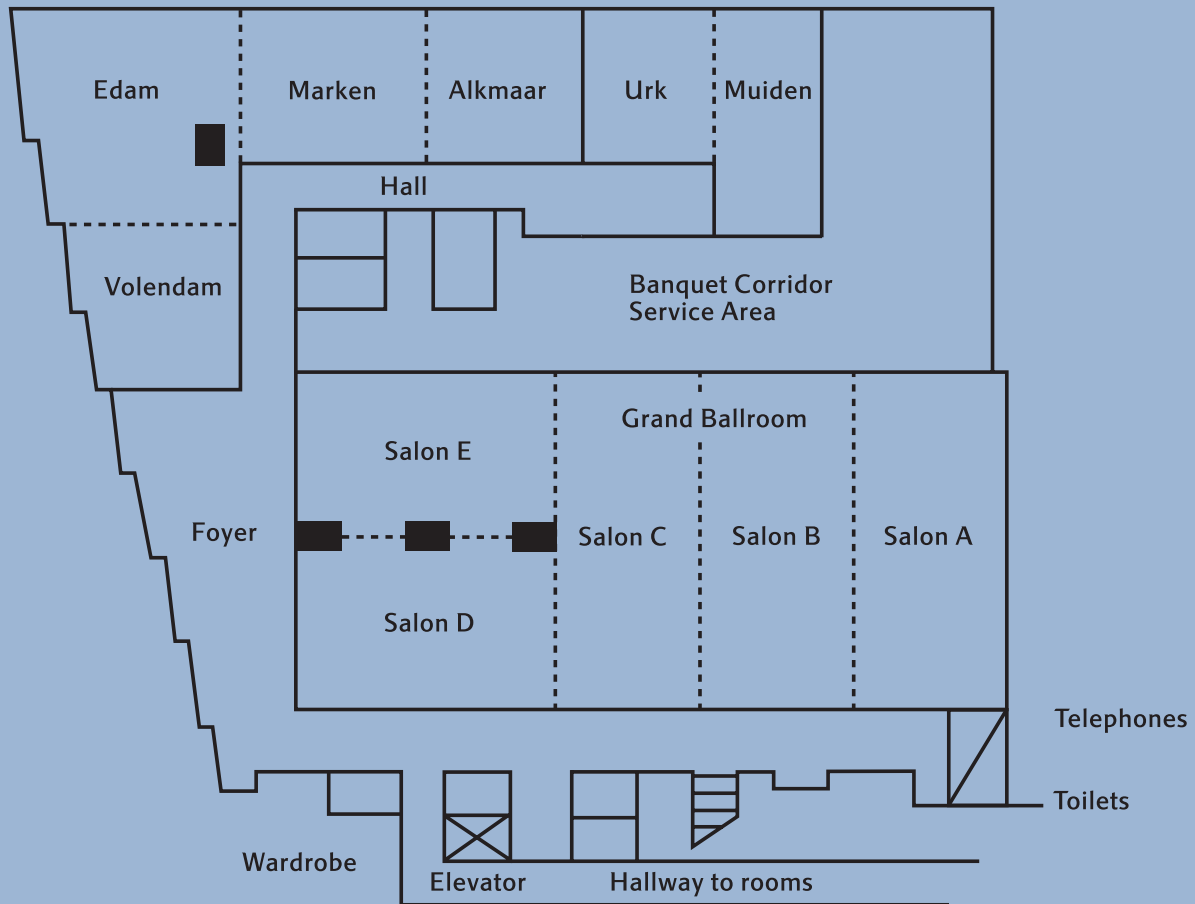 Edam
Marken
Alkmaar
Urk
Muiden
Hall
Volendam
Banquet Corridor
Service Area
Grand Ballroom
Salon E
Foyer
Salon C
Salon B
Salon A
Salon D
Telephones
Toilets
Wardrobe
Elevator
Hallway to rooms